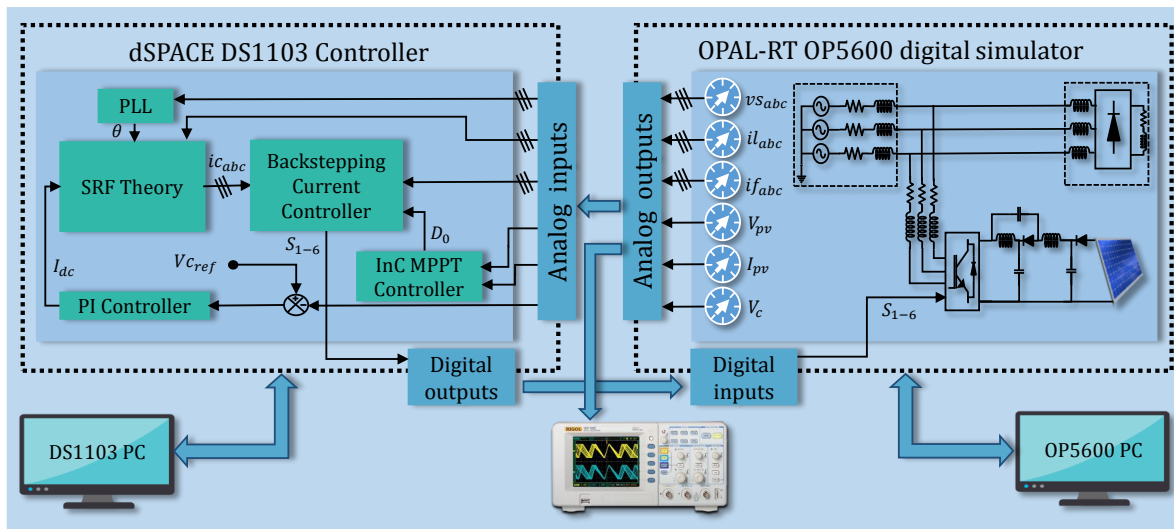 dSPACE DS1103 Controller
PLL
θ
SRF Theory
ic_abc
Backstepping
Current
Controller
S_1−6
D_0
I_dc
Vc_ref
InC MPPT
Controller
PI Controller
Analog inputs
Digital
outputs
OPAL-RT OP5600 digital simulator
Analog outputs
vs_abc
il_abc
if_abc
V_pv
I_pv
V_c
S_1−6
Digital
inputs
DS1103 PC
RIGOL
OP5600 PC